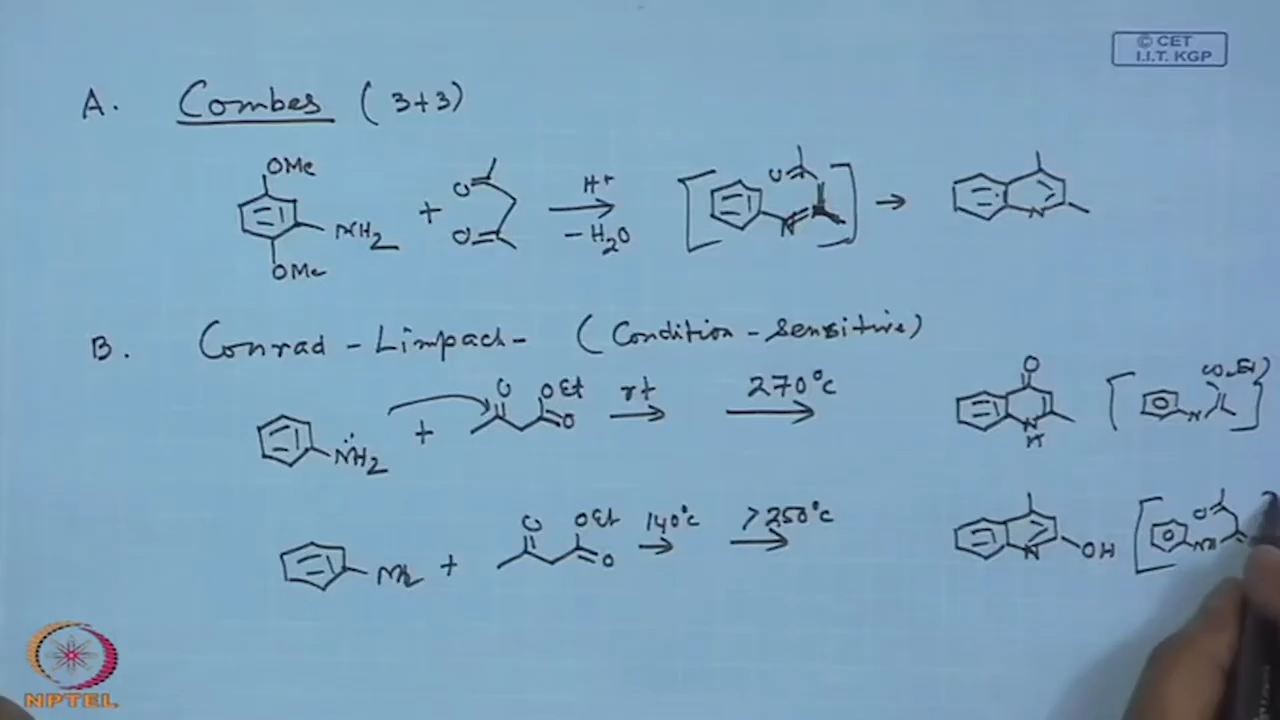 © CET
I.I.T. KGP
A. Combes (3+3)
OMe
NH2
OMe
+
O
O
H+
- H2O
O
N
N
B. Conrad - Limpach - (Condition - Sensitive)
NH2
+
O
OEt
O
rt
270°C
O
N
H
CO2Et
N
NH2
+
O
OEt
O
140°C
>250°C
N
OH
O
NH
NPTEL